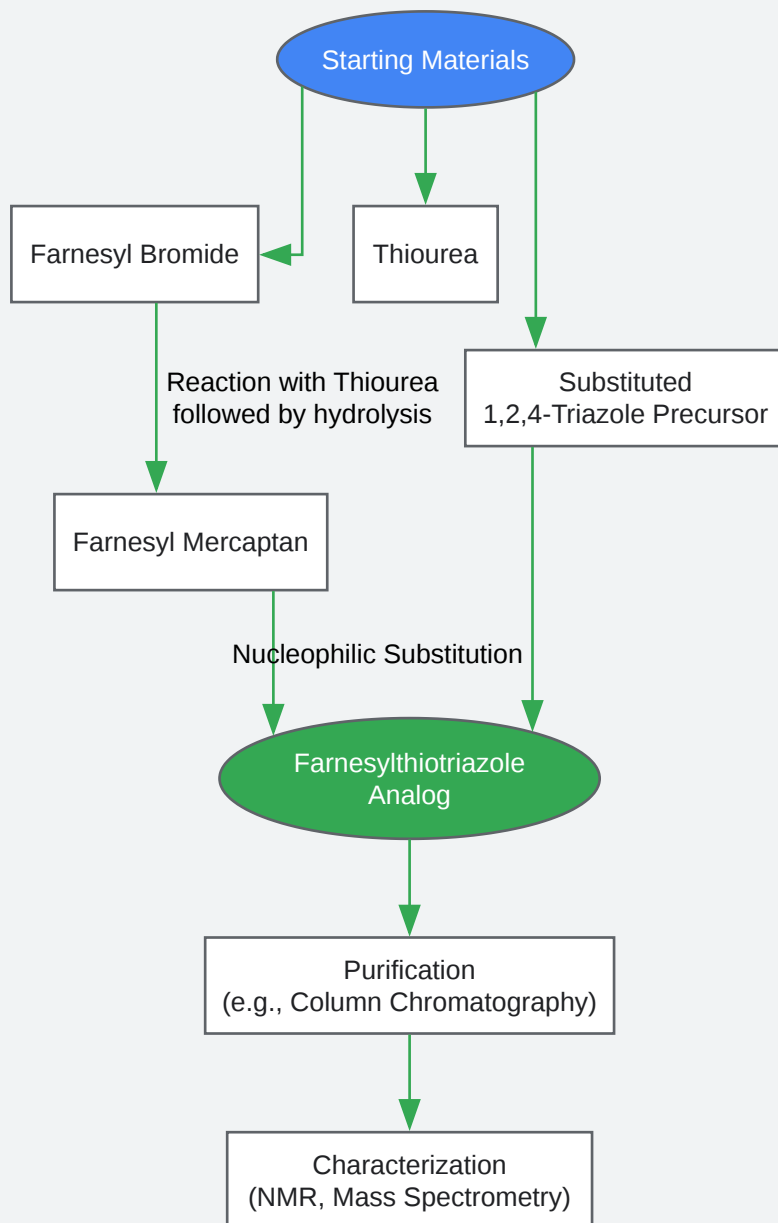 Starting Materials
Farnesyl Bromide
Thiourea
Reaction with Thiourea
followed by hydrolysis
Substituted
1,2,4-Triazole Precursor
Farnesyl Mercaptan
Nucleophilic Substitution
Farnesylthiotriazole
Analog
Purification
(e.g., Column Chromatography)
Characterization
(NMR, Mass Spectrometry)